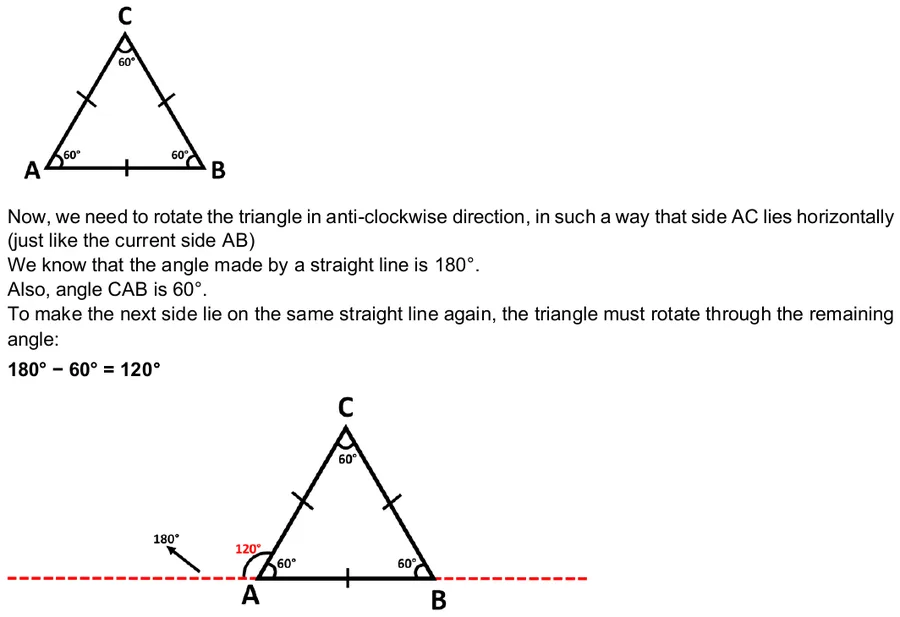 C
60°
60° 60°
A B
Now, we need to rotate the triangle in anti-clockwise direction, in such a way that side AC lies horizontally
(just like the current side AB)
We know that the angle made by a straight line is 180°.
Also, angle CAB is 60°.
To make the next side lie on the same straight line again, the triangle must rotate through the remaining
angle:
180° − 60° = 120°
C
60°
180°
120°
60° 60°
A B